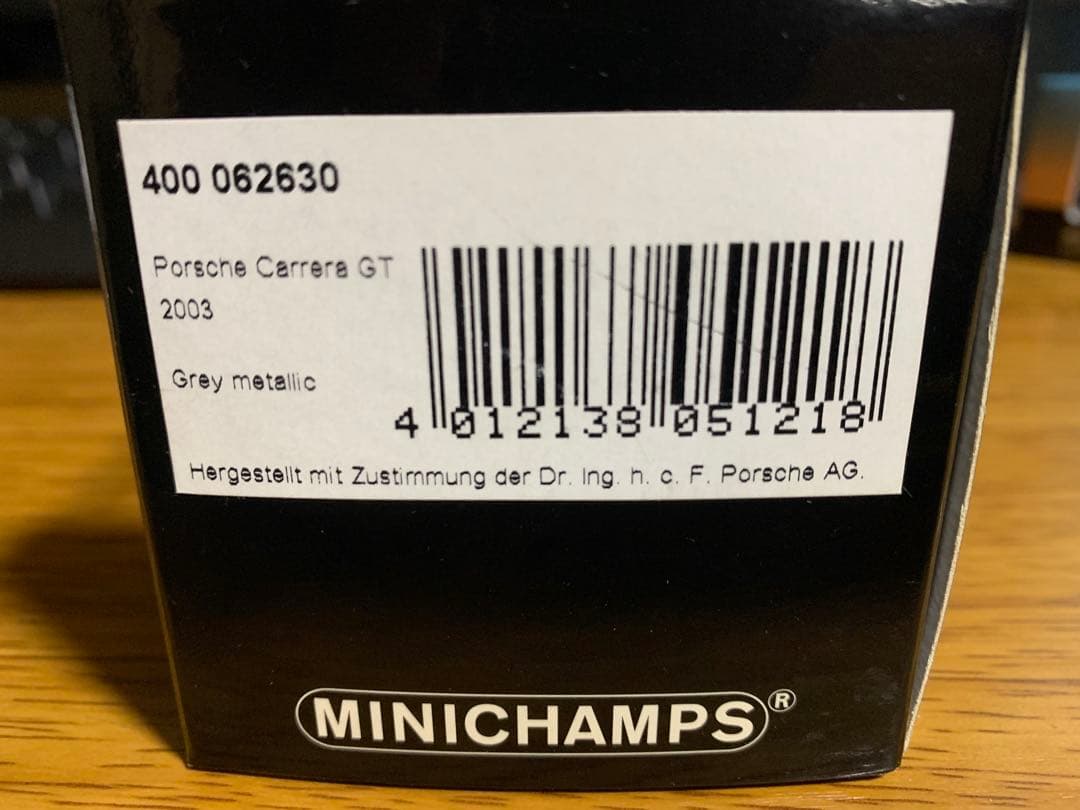 400 062630
Porsche Carrera GT
2003
Grey metallic
4 012138 051218
Hergestellt mit Zustimmung der Dr. Ing. h. c. F. Porsche AG.
MINICHAMPS®